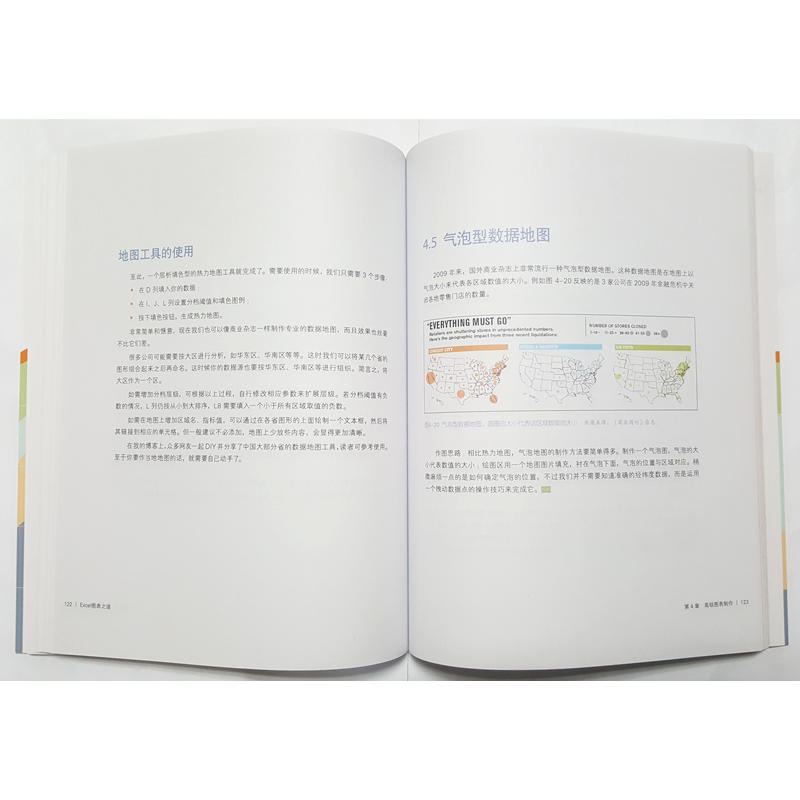 地图工具的使用
至此，一个层析填色型的热力地图工具就完成了。需要使用的时候，我们只需要 3 个步骤：
• 在 D 列填入你的数据；
• 在 I、J、L 列设置分档阈值和填色图例；
• 按下填色按钮，生成热力地图。
非常简单和惬意，现在我们也可以像商业杂志一样制作专业的数据地图，而且效果也丝毫
不比它们差。
很多公司可能需要按大区进行分析，如华东区、华南区等等。这时我们可以将某几个省的
图形组合起来之后再命名。这时候你的数据源也要按华东区、华南区等进行组织。简言之，将
大区作为一个区。
如需增加分档层级，可根据以上过程，自行修改相应参数来扩展层级。若分档阈值有负
数的情况，L 列仍按从小到大排序，L8 需要填入一个小于所有区域取值的负数。
如需在地图上增加区域名、指标值，可以通过在各省图形的上面绘制一个文本框，然后将
其链接到相应的单元格。但一般建议不必添加，地图上少放些内容，会显得更加清晰。
在我的博客上，众多网友一起 DIY 并分享了中国大部分省的数据地图工具，读者可参考使用。
至于你要作当地地图的话，就需要自己动手了。
122 | Excel图表之道
4.5 气泡型数据地图
2009 年来，国外商业杂志上非常流行一种气泡型数据地图。这种数据地图是在地图上以
气泡大小来代表各区域数值的大小。例如图 4-20 反映的是 3 家公司在 2009 年金融危机中关
的各地零售门店的数量。
"EVERYTHING MUST GO"
Retailers are shuttering stores in unprecedented numbers.
Here's the geographic impact from three recent liquidations:
NUMBER OF STORES CLOSED
CIRCUIT CITY
图4-20 气泡型数据地图，圆圈的大小代表该区域数值的大小
作图思路：相比热力地图，气泡地图的制作方法要简单得多。制作一个气泡图，气泡的大
小代表数值的大小；绘图区用一个地图图片填充，衬在气泡下面，气泡的位置与区域对应。稍
微麻烦一点的是如何确定气泡的位置，不过我们并不需要知道准确的经纬度数据，而是运用
一个拽动数据点的操作技巧来完成它。
第 4 章 高级图表制作 | 123